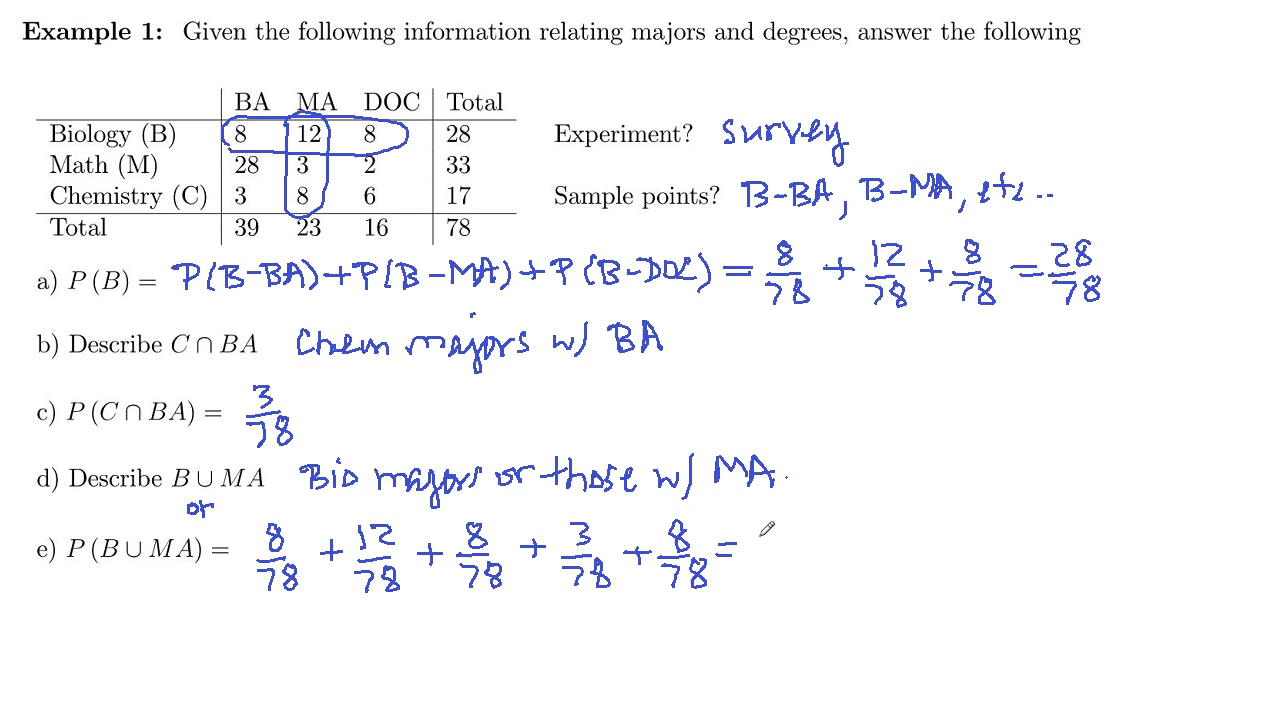 Example 1: Given the following information relating majors and degrees, answer the following
BA MA DOC Total
Biology (B) 8 12 8 28
Math (M) 28 3 2 33
Chemistry (C) 3 8 6 17
Total 39 23 16 78
Experiment? survey
Sample points? B-BA, B-MA, etc..
a) P (B) = P(B-BA)+P(B-MA)+P(B-DOC) = 8/78 + 12/78 + 8/78 = 28/78
b) Describe C ∩ BA Chem majors w/ BA
c) P (C ∩ BA) = 3/78
d) Describe B ∪ MA Bio majors or those w/ MA.
or
e) P (B ∪ MA) = 8/78 + 12/78 + 8/78 + 3/78 + 8/78 =